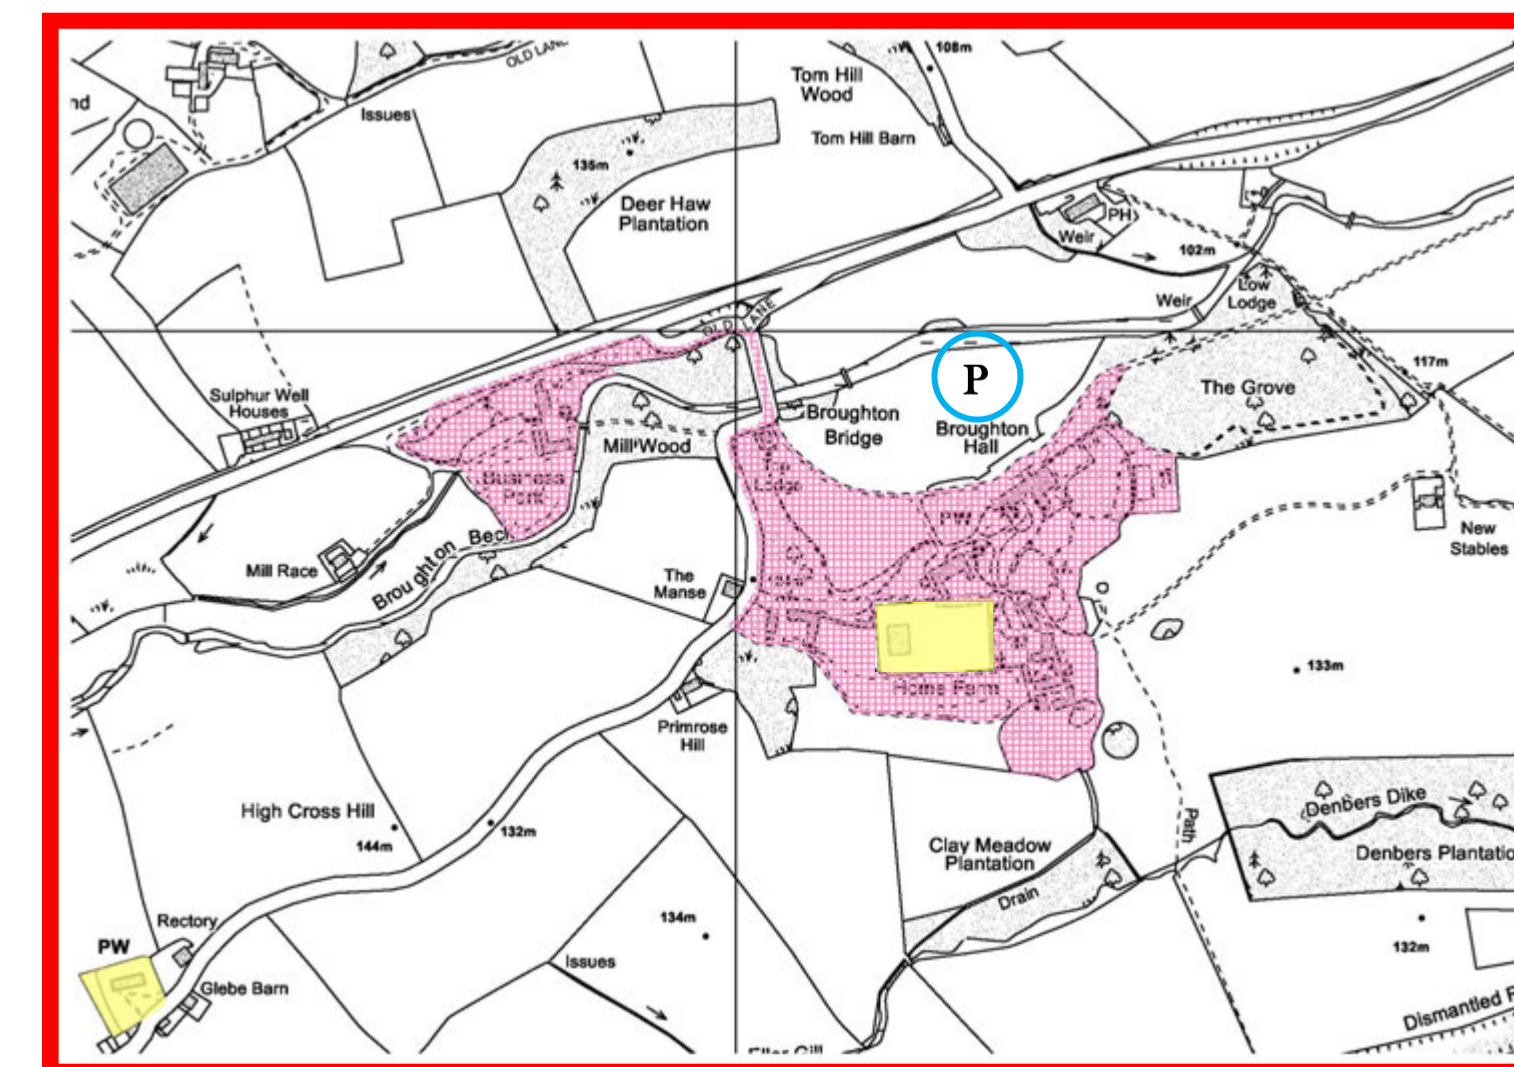 OLD LANE
108m
Tom Hill
Wood
nd
Issues
Tom Hill Barn
135m
Deer Haw
Plantation
PH
Weir
102m
Low
Lodge
Weir
OLD LANE
117m
P
The Grove
Sulphur Well
Houses
Broughton
Bridge
Broughton
Hall
Mill Wood
Business
Park
Lodge
PW
New
Stables
Mill Race
Broughton Beck
The
Manse
133m
Home Farm
Primrose
Hill
Denbers Dike
High Cross Hill
132m
144m
Path
Clay Meadow
Plantation
Denbers Plantatio
Drain
Rectory
134m
PW
132m
Issues
Glebe Barn
Dismantled R
Eller Gill